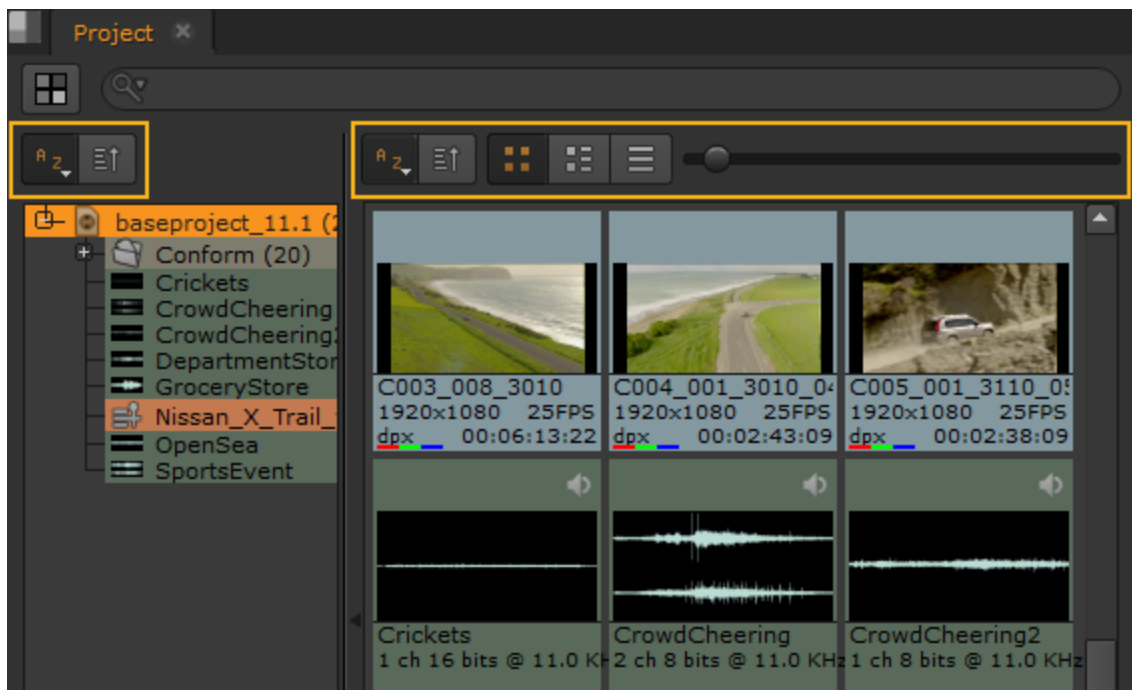 Project
A Z
A Z
baseproject_11.1 (
Conform (20)
Crickets
CrowdCheering
CrowdCheering
DepartmentStor
GroceryStore
Nissan_X_Trail_
OpenSea
SportsEvent
C003_008_3010
1920x1080 25FPS
dpx 00:06:13:22
C004_001_3010_04
1920x1080 25FPS
dpx 00:02:43:09
C005_001_3110_05
1920x1080 25FPS
dpx 00:02:38:09
Crickets
1 ch 16 bits @ 11.0 KH
CrowdCheering
2 ch 8 bits @ 11.0 KHz
CrowdCheering2
1 ch 8 bits @ 11.0 KHz